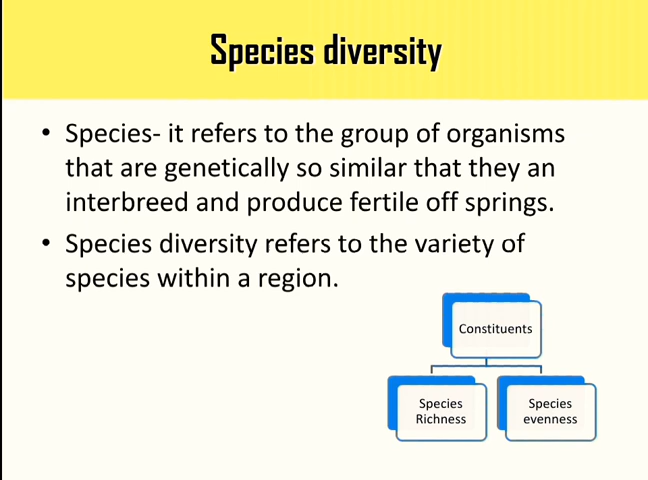 Species diversity
• Species- it refers to the group of organisms
that are genetically so similar that they an
interbreed and produce fertile off springs.
• Species diversity refers to the variety of
species within a region.
Constituents
Species
Richness
Species
evenness